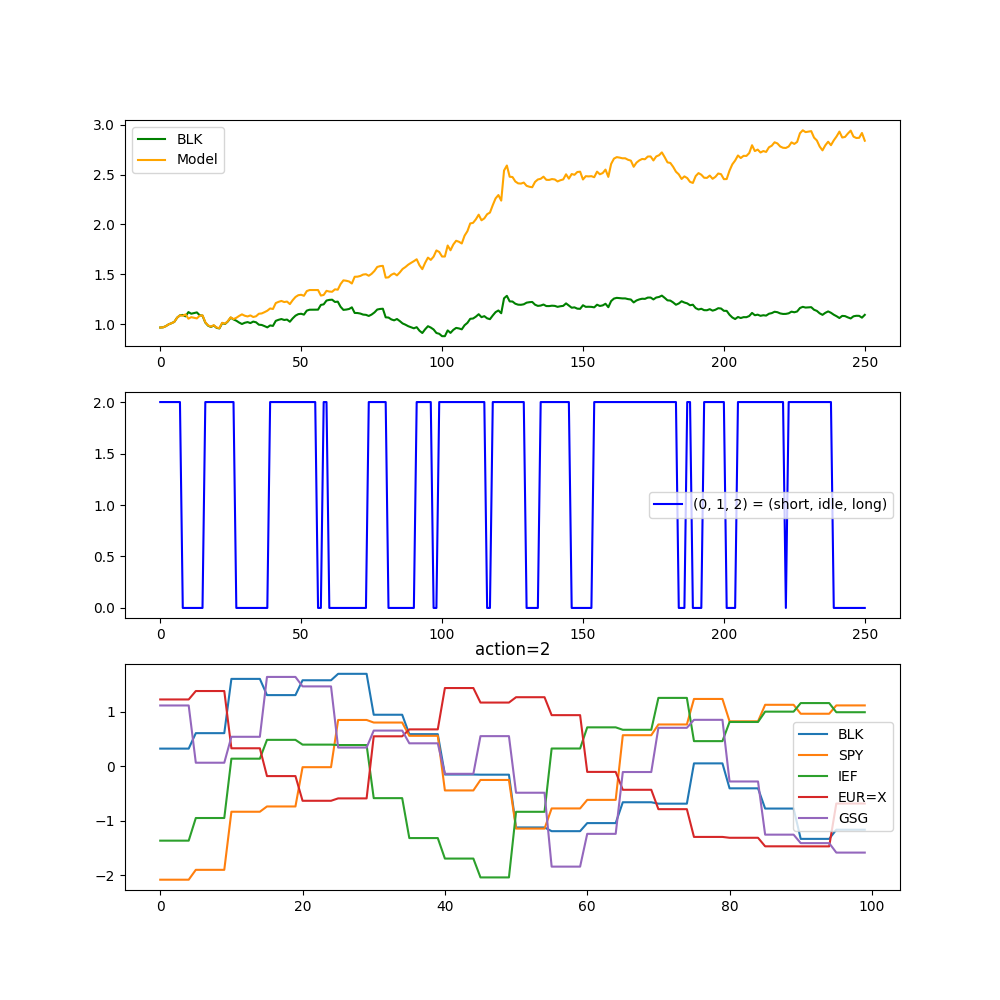 3.0
2.5
2.0
1.5
1.0
BLK
Model
0 50 100 150 200 250
2.0
1.5
1.0
0.5
0.0
(0, 1, 2) = (short, idle, long)
0 50 100 150 200 250
action=2
1
0
−1
−2
BLK
SPY
IEF
EUR=X
GSG
0 20 40 60 80 100